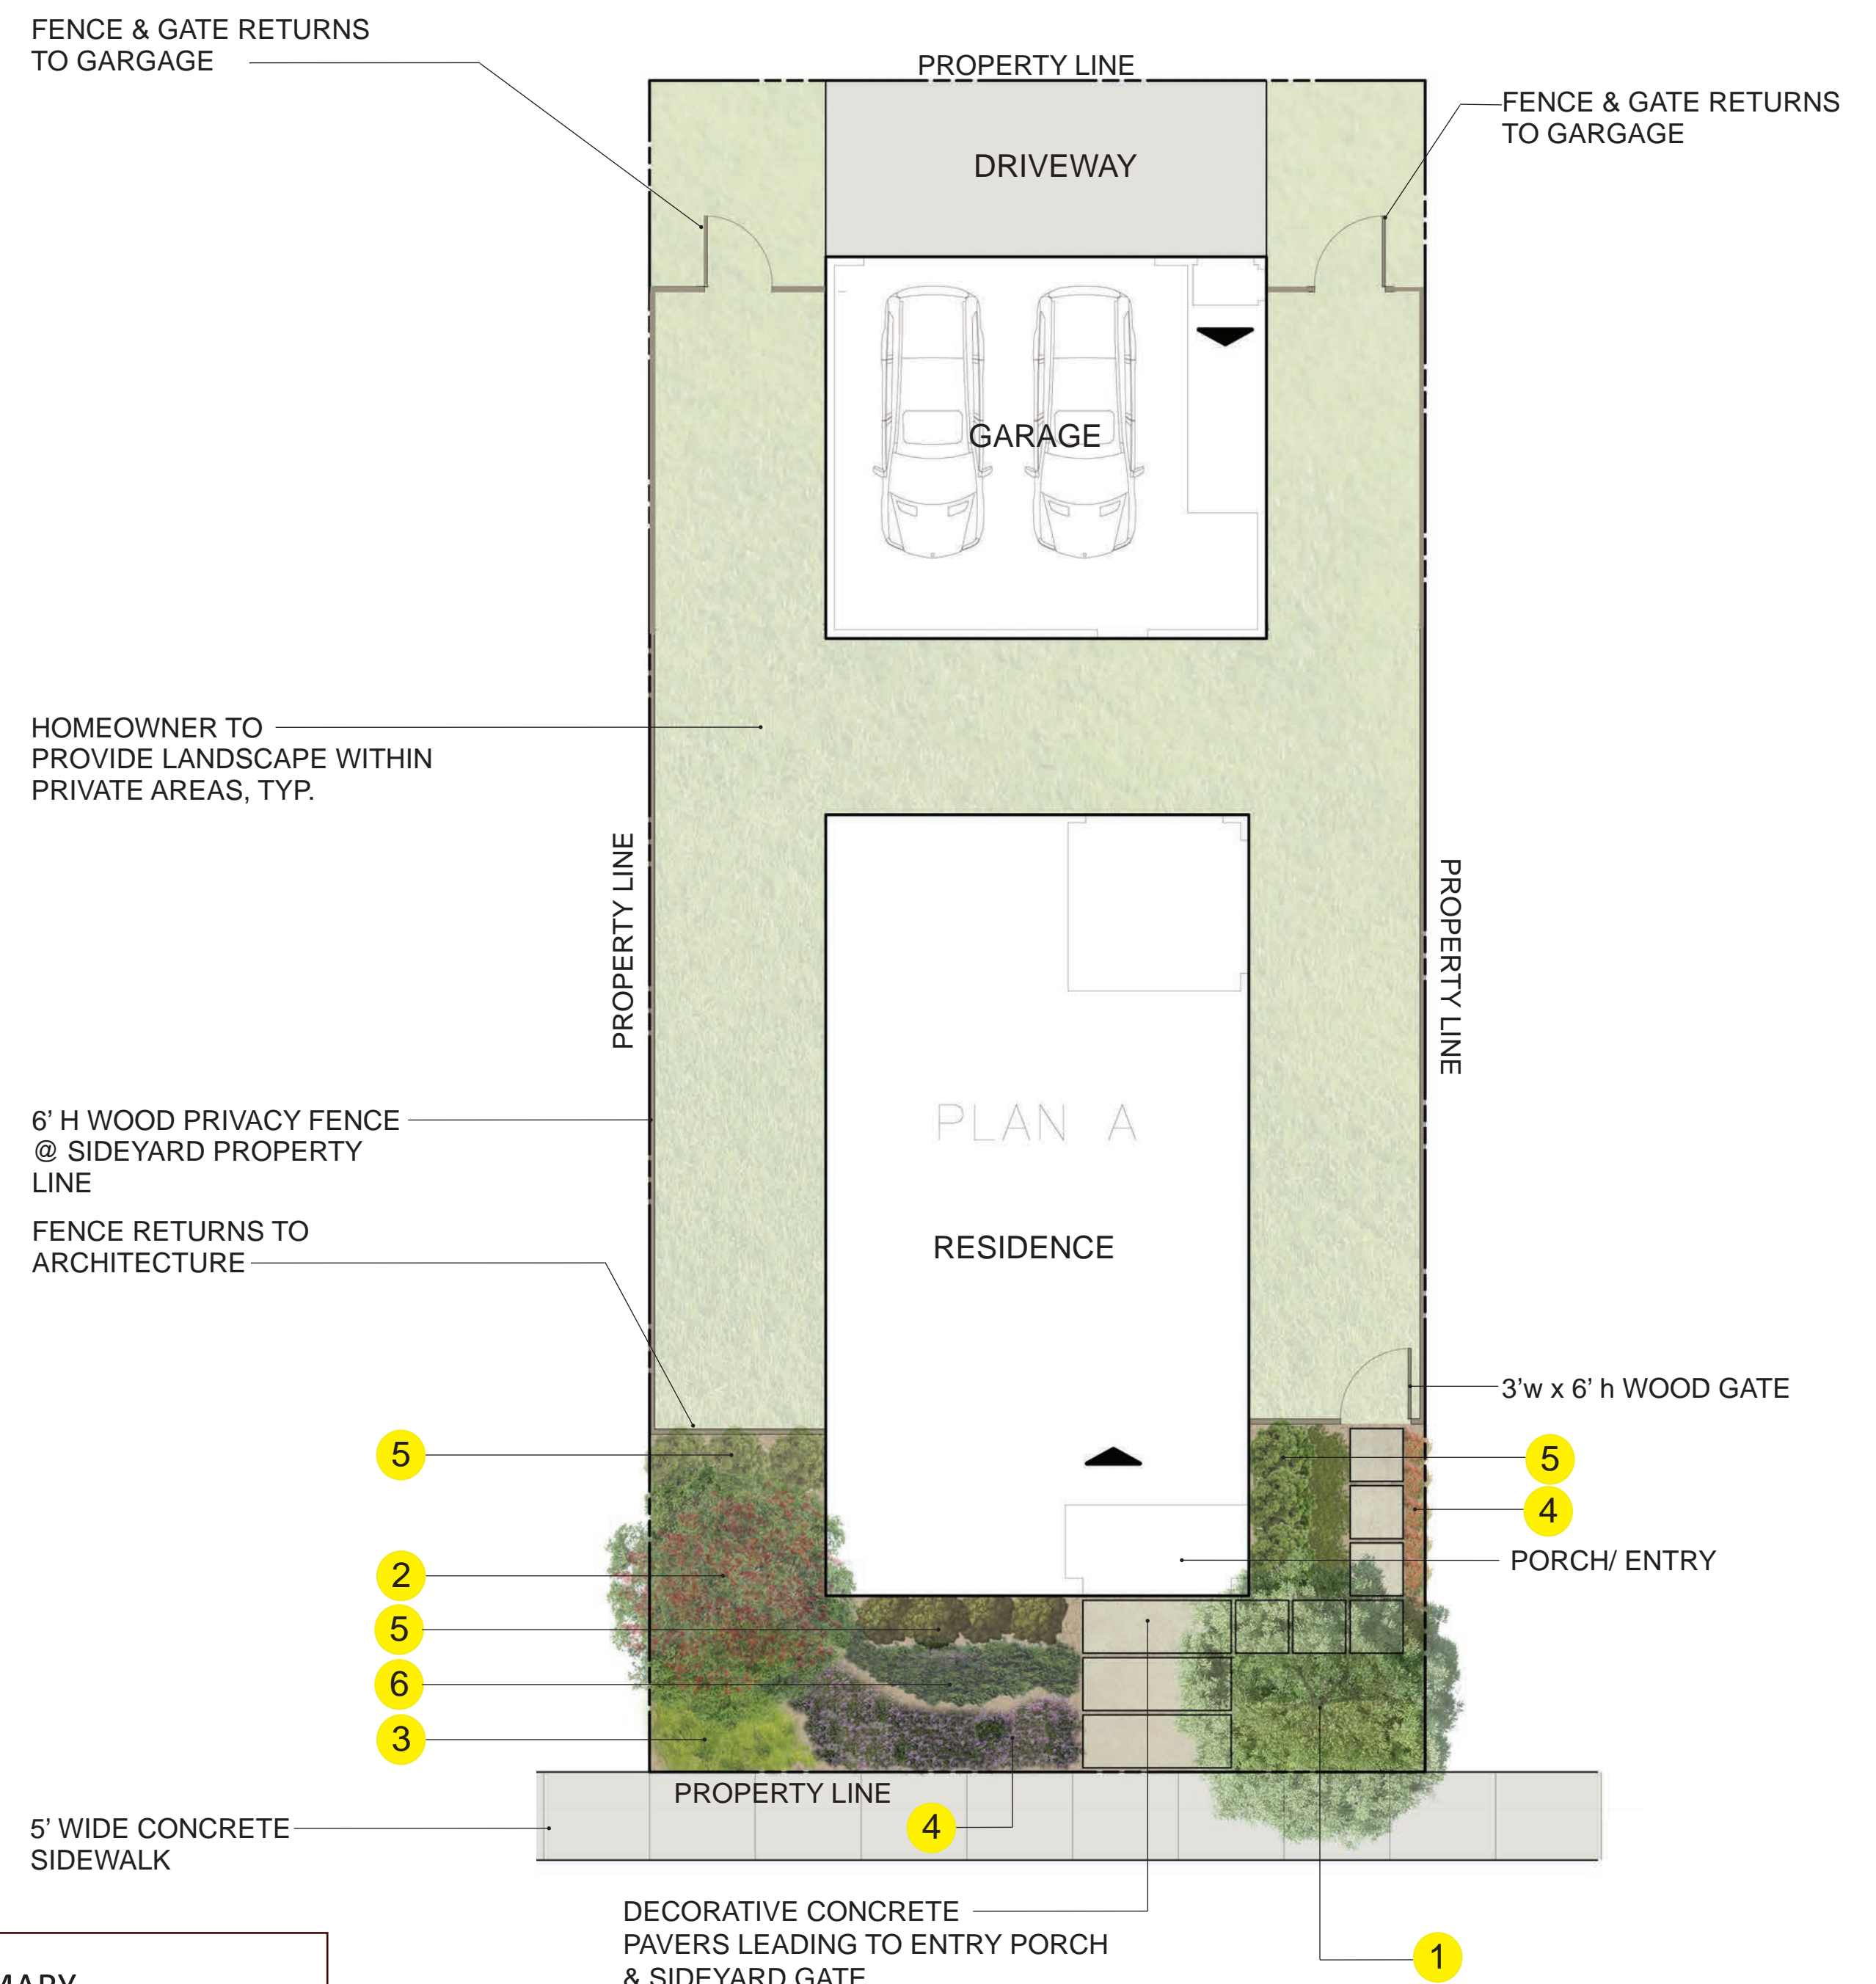 FENCE & GATE RETURNS
TO GARGAGE
PROPERTY LINE
FENCE & GATE RETURNS
TO GARGAGE
DRIVEWAY
GARAGE
HOMEOWNER TO
PROVIDE LANDSCAPE WITHIN
PRIVATE AREAS, TYP.
PROPERTY LINE
PROPERTY LINE
6’ H WOOD PRIVACY FENCE
@ SIDEYARD PROPERTY
LINE
PLAN A
FENCE RETURNS TO
ARCHITECTURE
RESIDENCE
3’w x 6’ h WOOD GATE
5
5
4
2
PORCH/ ENTRY
5
6
3
PROPERTY LINE
4
5’ WIDE CONCRETE
SIDEWALK
DECORATIVE CONCRETE
PAVERS LEADING TO ENTRY PORCH
& SIDEYARD GATE
1